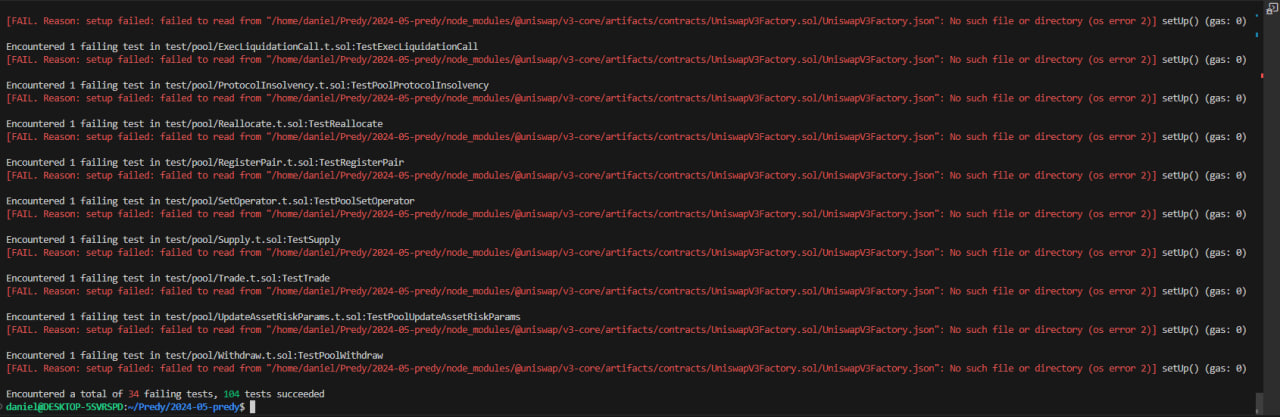 [FAIL. Reason: setup failed: failed to read from "/home/daniel/Predy/2024-05-predy/node_modules/@uniswap/v3-core/artifacts/contracts/UniswapV3Factory.sol/UniswapV3Factory.json": No such file or directory (os error 2)] setUp() (gas: 0)
Encountered 1 failing test in test/pool/ExecLiquidationCall.t.sol:TestExecLiquidationCall
[FAIL. Reason: setup failed: failed to read from "/home/daniel/Predy/2024-05-predy/node_modules/@uniswap/v3-core/artifacts/contracts/UniswapV3Factory.sol/UniswapV3Factory.json": No such file or directory (os error 2)] setUp() (gas: 0)
Encountered 1 failing test in test/pool/ProtocolInsolvency.t.sol:TestPoolProtocolInsolvency
[FAIL. Reason: setup failed: failed to read from "/home/daniel/Predy/2024-05-predy/node_modules/@uniswap/v3-core/artifacts/contracts/UniswapV3Factory.sol/UniswapV3Factory.json": No such file or directory (os error 2)] setUp() (gas: 0)
Encountered 1 failing test in test/pool/Reallocate.t.sol:TestReallocate
[FAIL. Reason: setup failed: failed to read from "/home/daniel/Predy/2024-05-predy/node_modules/@uniswap/v3-core/artifacts/contracts/UniswapV3Factory.sol/UniswapV3Factory.json": No such file or directory (os error 2)] setUp() (gas: 0)
Encountered 1 failing test in test/pool/RegisterPair.t.sol:TestRegisterPair
[FAIL. Reason: setup failed: failed to read from "/home/daniel/Predy/2024-05-predy/node_modules/@uniswap/v3-core/artifacts/contracts/UniswapV3Factory.sol/UniswapV3Factory.json": No such file or directory (os error 2)] setUp() (gas: 0)
Encountered 1 failing test in test/pool/SetOperator.t.sol:TestPoolSetOperator
[FAIL. Reason: setup failed: failed to read from "/home/daniel/Predy/2024-05-predy/node_modules/@uniswap/v3-core/artifacts/contracts/UniswapV3Factory.sol/UniswapV3Factory.json": No such file or directory (os error 2)] setUp() (gas: 0)
Encountered 1 failing test in test/pool/Supply.t.sol:TestSupply
[FAIL. Reason: setup failed: failed to read from "/home/daniel/Predy/2024-05-predy/node_modules/@uniswap/v3-core/artifacts/contracts/UniswapV3Factory.sol/UniswapV3Factory.json": No such file or directory (os error 2)] setUp() (gas: 0)
Encountered 1 failing test in test/pool/Trade.t.sol:TestTrade
[FAIL. Reason: setup failed: failed to read from "/home/daniel/Predy/2024-05-predy/node_modules/@uniswap/v3-core/artifacts/contracts/UniswapV3Factory.sol/UniswapV3Factory.json": No such file or directory (os error 2)] setUp() (gas: 0)
Encountered 1 failing test in test/pool/UpdateAssetRiskParams.t.sol:TestPoolUpdateAssetRiskParams
[FAIL. Reason: setup failed: failed to read from "/home/daniel/Predy/2024-05-predy/node_modules/@uniswap/v3-core/artifacts/contracts/UniswapV3Factory.sol/UniswapV3Factory.json": No such file or directory (os error 2)] setUp() (gas: 0)
Encountered 1 failing test in test/pool/Withdraw.t.sol:TestPoolWithdraw
[FAIL. Reason: setup failed: failed to read from "/home/daniel/Predy/2024-05-predy/node_modules/@uniswap/v3-core/artifacts/contracts/UniswapV3Factory.sol/UniswapV3Factory.json": No such file or directory (os error 2)] setUp() (gas: 0)
Encountered a total of 34 failing tests, 104 tests succeeded
daniel@DESKTOP-5SVRSPD:~/Predy/2024-05-predy$